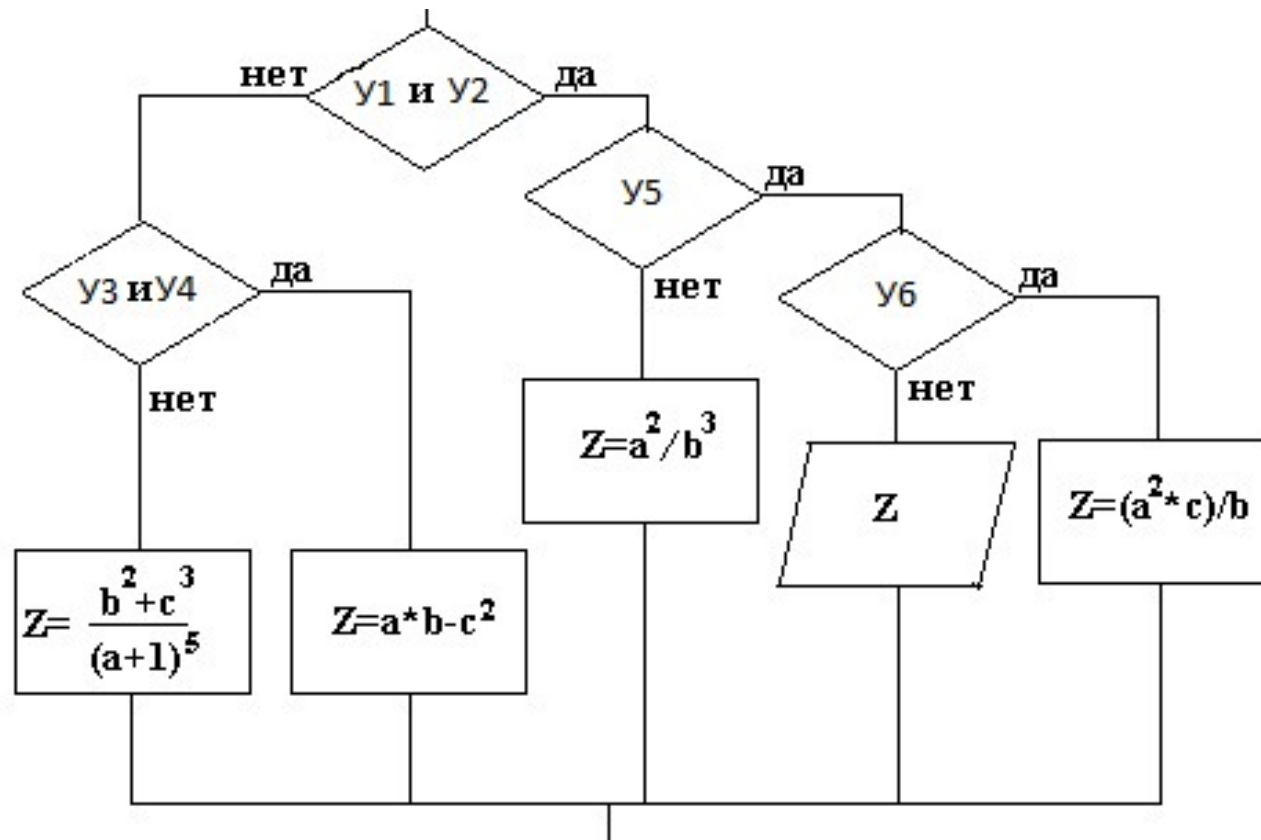 нет
У1 и У2
да
У5
да
нет
У3 иУ4
да
нет
У6
да
нет
Z=a²/b³
Z
Z=(a²*c)/b
Z= b²+c³
(a+1)⁵
Z=a*b-c²